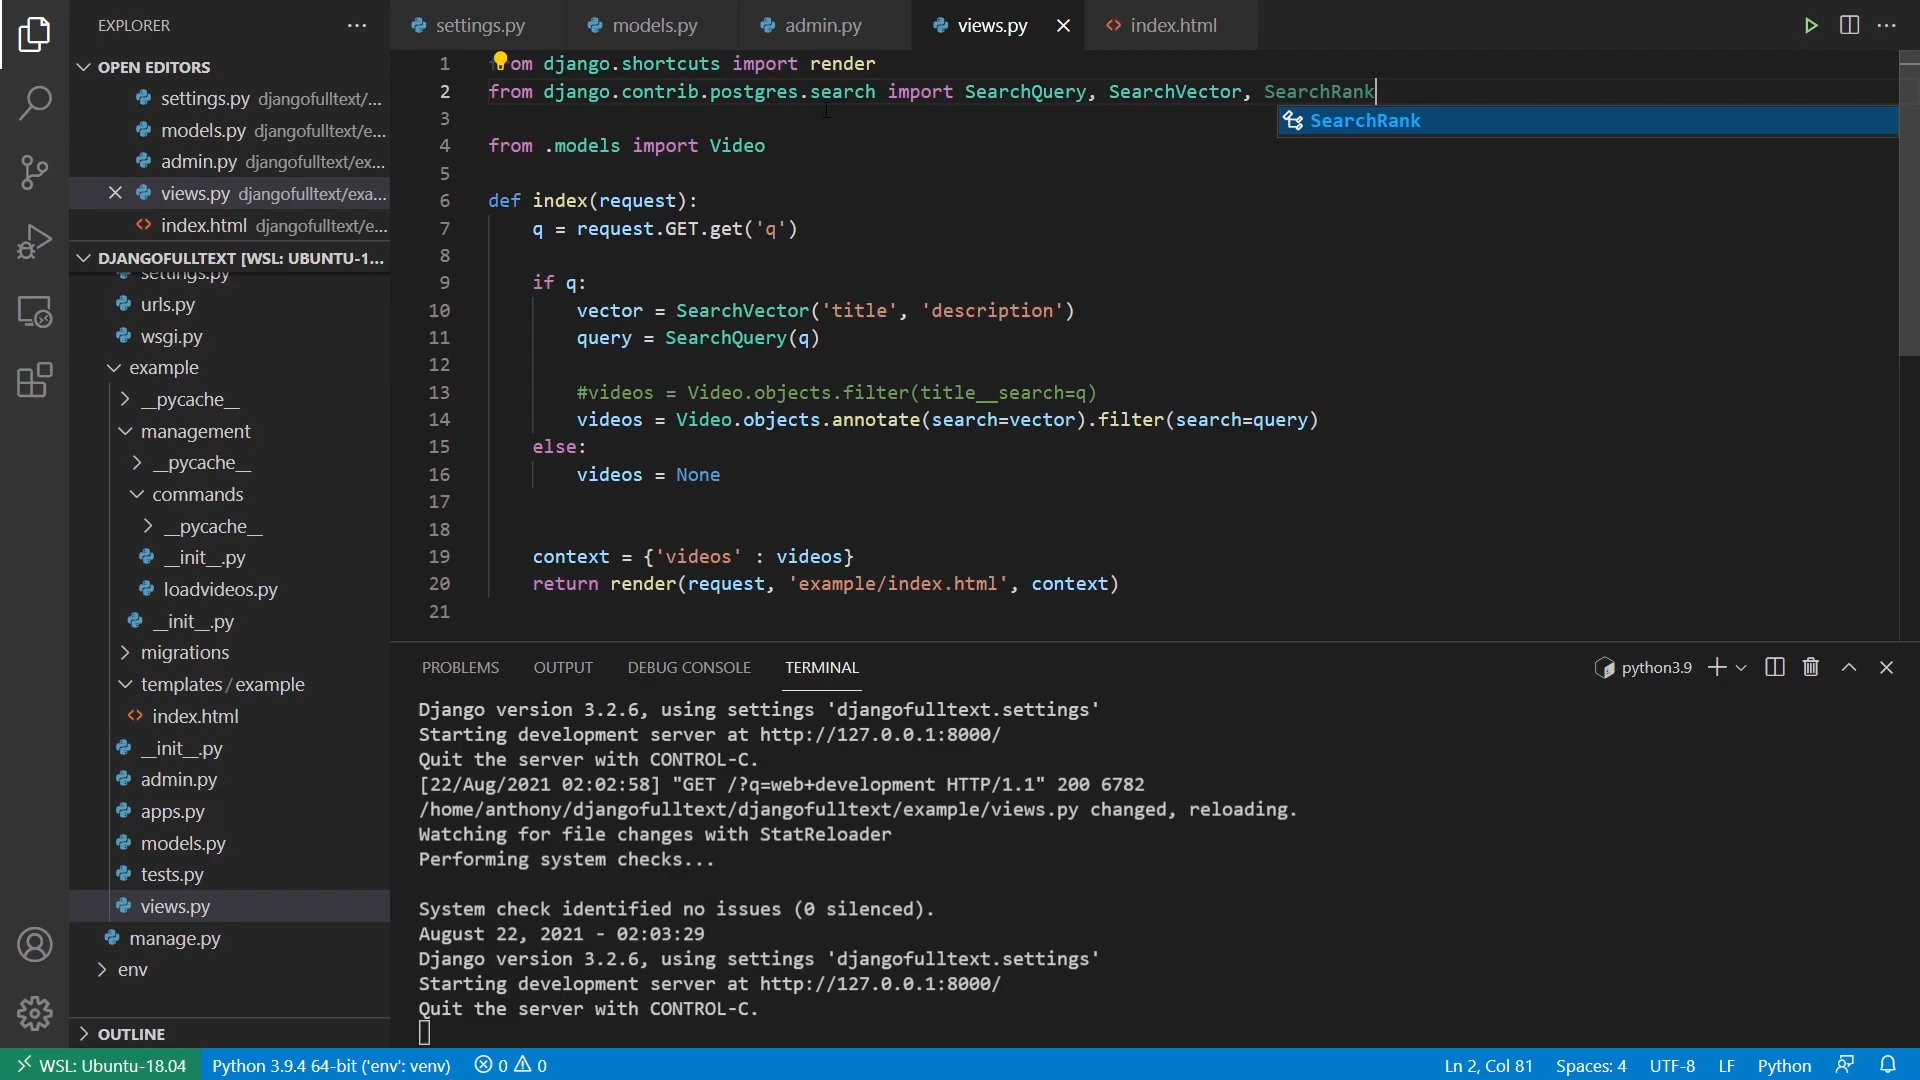 EXPLORER
settings.py
models.py
admin.py
views.py
index.html
OPEN EDITORS
settings.py djangofulltext/...
models.py djangofulltext/e...
admin.py djangofulltext/ex...
views.py djangofulltext/exa...
index.html djangofulltext/e...
DJANGOFULLTEXT [WSL: UBUNTU-1...
settings.py
urls.py
wsgi.py
example
__pycache__
management
__pycache__
commands
__pycache__
__init__.py
loadvideos.py
__init__.py
migrations
templates/example
index.html
__init__.py
admin.py
apps.py
models.py
tests.py
views.py
manage.py
env
OUTLINE
1 from django.shortcuts import render
2 from django.contrib.postgres.search import SearchQuery, SearchVector, SearchRank
SearchRank
3
4 from .models import Video
5
6 def index(request):
7 q = request.GET.get('q')
8
9 if q:
10 vector = SearchVector('title', 'description')
11 query = SearchQuery(q)
12
13 #videos = Video.objects.filter(title__search=q)
14 videos = Video.objects.annotate(search=vector).filter(search=query)
15 else:
16 videos = None
17
18
19 context = {'videos' : videos}
20 return render(request, 'example/index.html', context)
21
PROBLEMS OUTPUT DEBUG CONSOLE TERMINAL
python3.9
Django version 3.2.6, using settings 'djangofulltext.settings'
Starting development server at http://127.0.0.1:8000/
Quit the server with CONTROL-C.
[22/Aug/2021 02:02:58] "GET /?q=web+development HTTP/1.1" 200 6782
/home/anthony/djangofulltext/djangofulltext/example/views.py changed, reloading.
Watching for file changes with StatReloader
Performing system checks...
System check identified no issues (0 silenced).
August 22, 2021 - 02:03:29
Django version 3.2.6, using settings 'djangofulltext.settings'
Starting development server at http://127.0.0.1:8000/
Quit the server with CONTROL-C.
WSL: Ubuntu-18.04
Python 3.9.4 64-bit ('env': venv)
0 0
Ln 2, Col 81
Spaces: 4
UTF-8
LF
Python